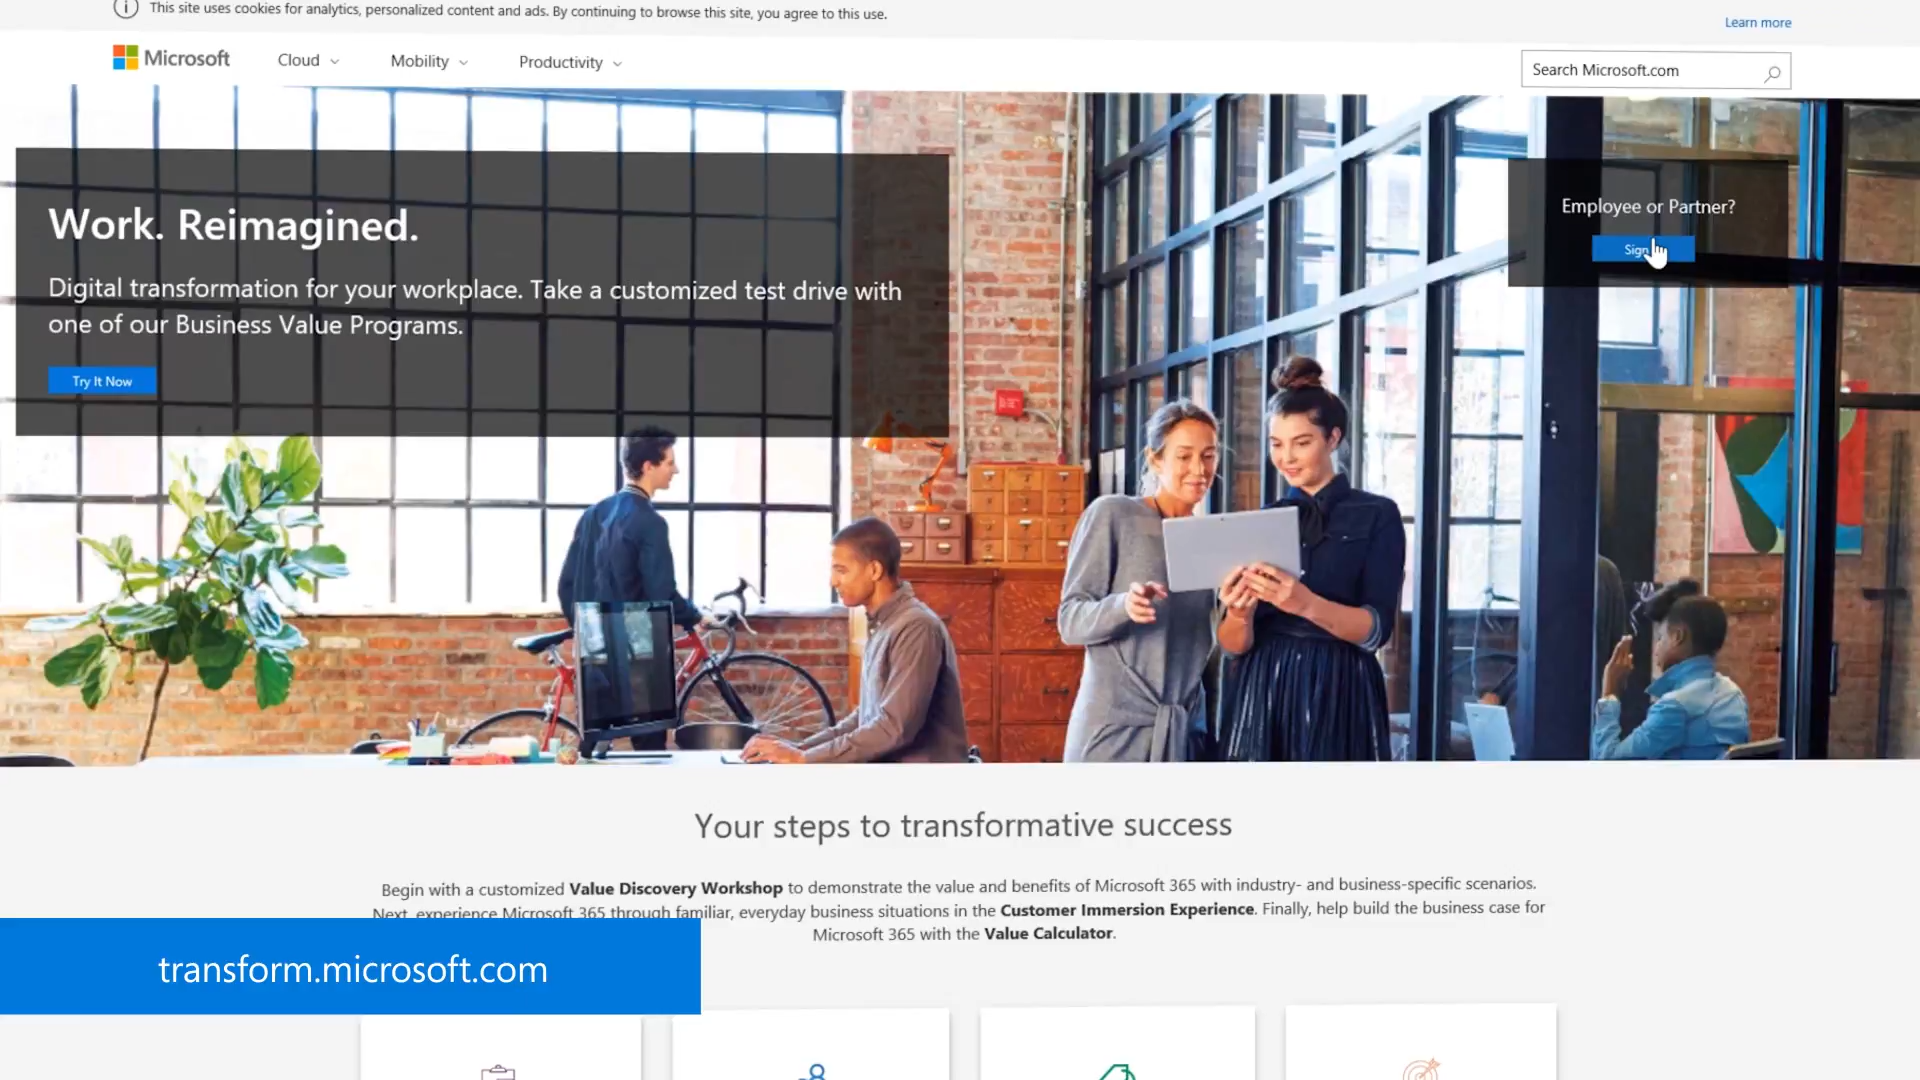 This site uses cookies for analytics, personalized content and ads. By continuing to browse this site, you agree to this use.
Learn more
Microsoft
Cloud
Mobility
Productivity
Search Microsoft.com
Work. Reimagined.
Digital transformation for your workplace. Take a customized test drive with
one of our Business Value Programs.
Try It Now
Employee or Partner?
Sign
Your steps to transformative success
Begin with a customized Value Discovery Workshop to demonstrate the value and benefits of Microsoft 365 with industry- and business-specific scenarios.
Next, experience Microsoft 365 through familiar, everyday business situations in the Customer Immersion Experience. Finally, help build the business case for
Microsoft 365 with the Value Calculator.
transform.microsoft.com